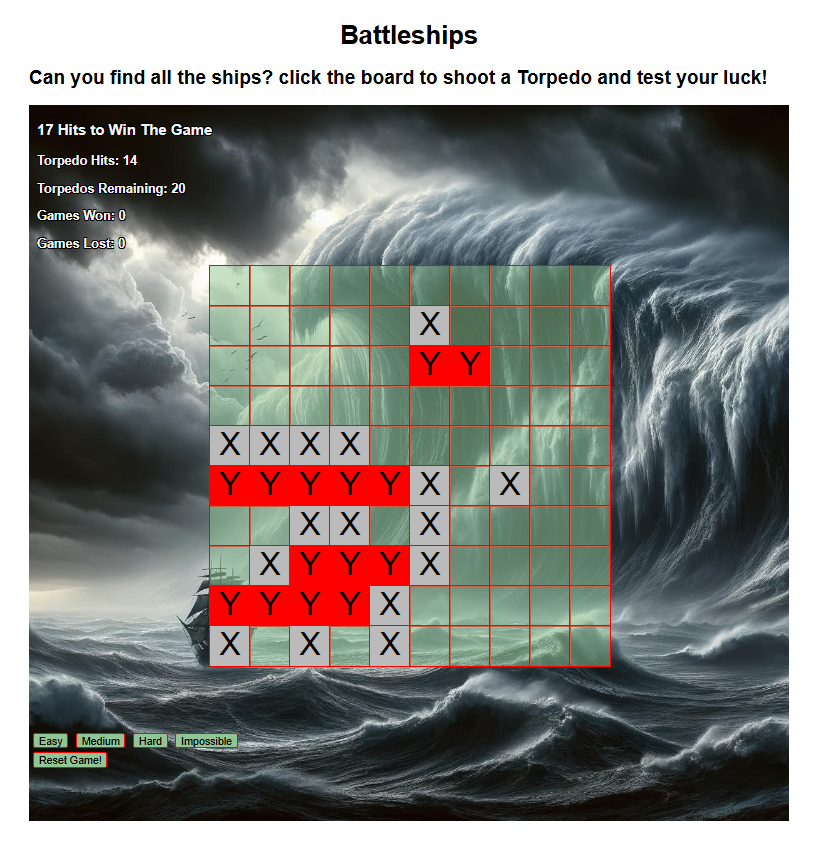 Battleships
Can you find all the ships? click the board to shoot a Torpedo and test your luck!
17 Hits to Win The Game
Torpedo Hits: 14
Torpedos Remaining: 20
Games Won: 0
Games Lost: 0
X
Y Y
X X X X
Y Y Y Y Y X X
X X X
X Y Y Y X
Y Y Y Y X
X X X
Easy Medium Hard Impossible
Reset Game!